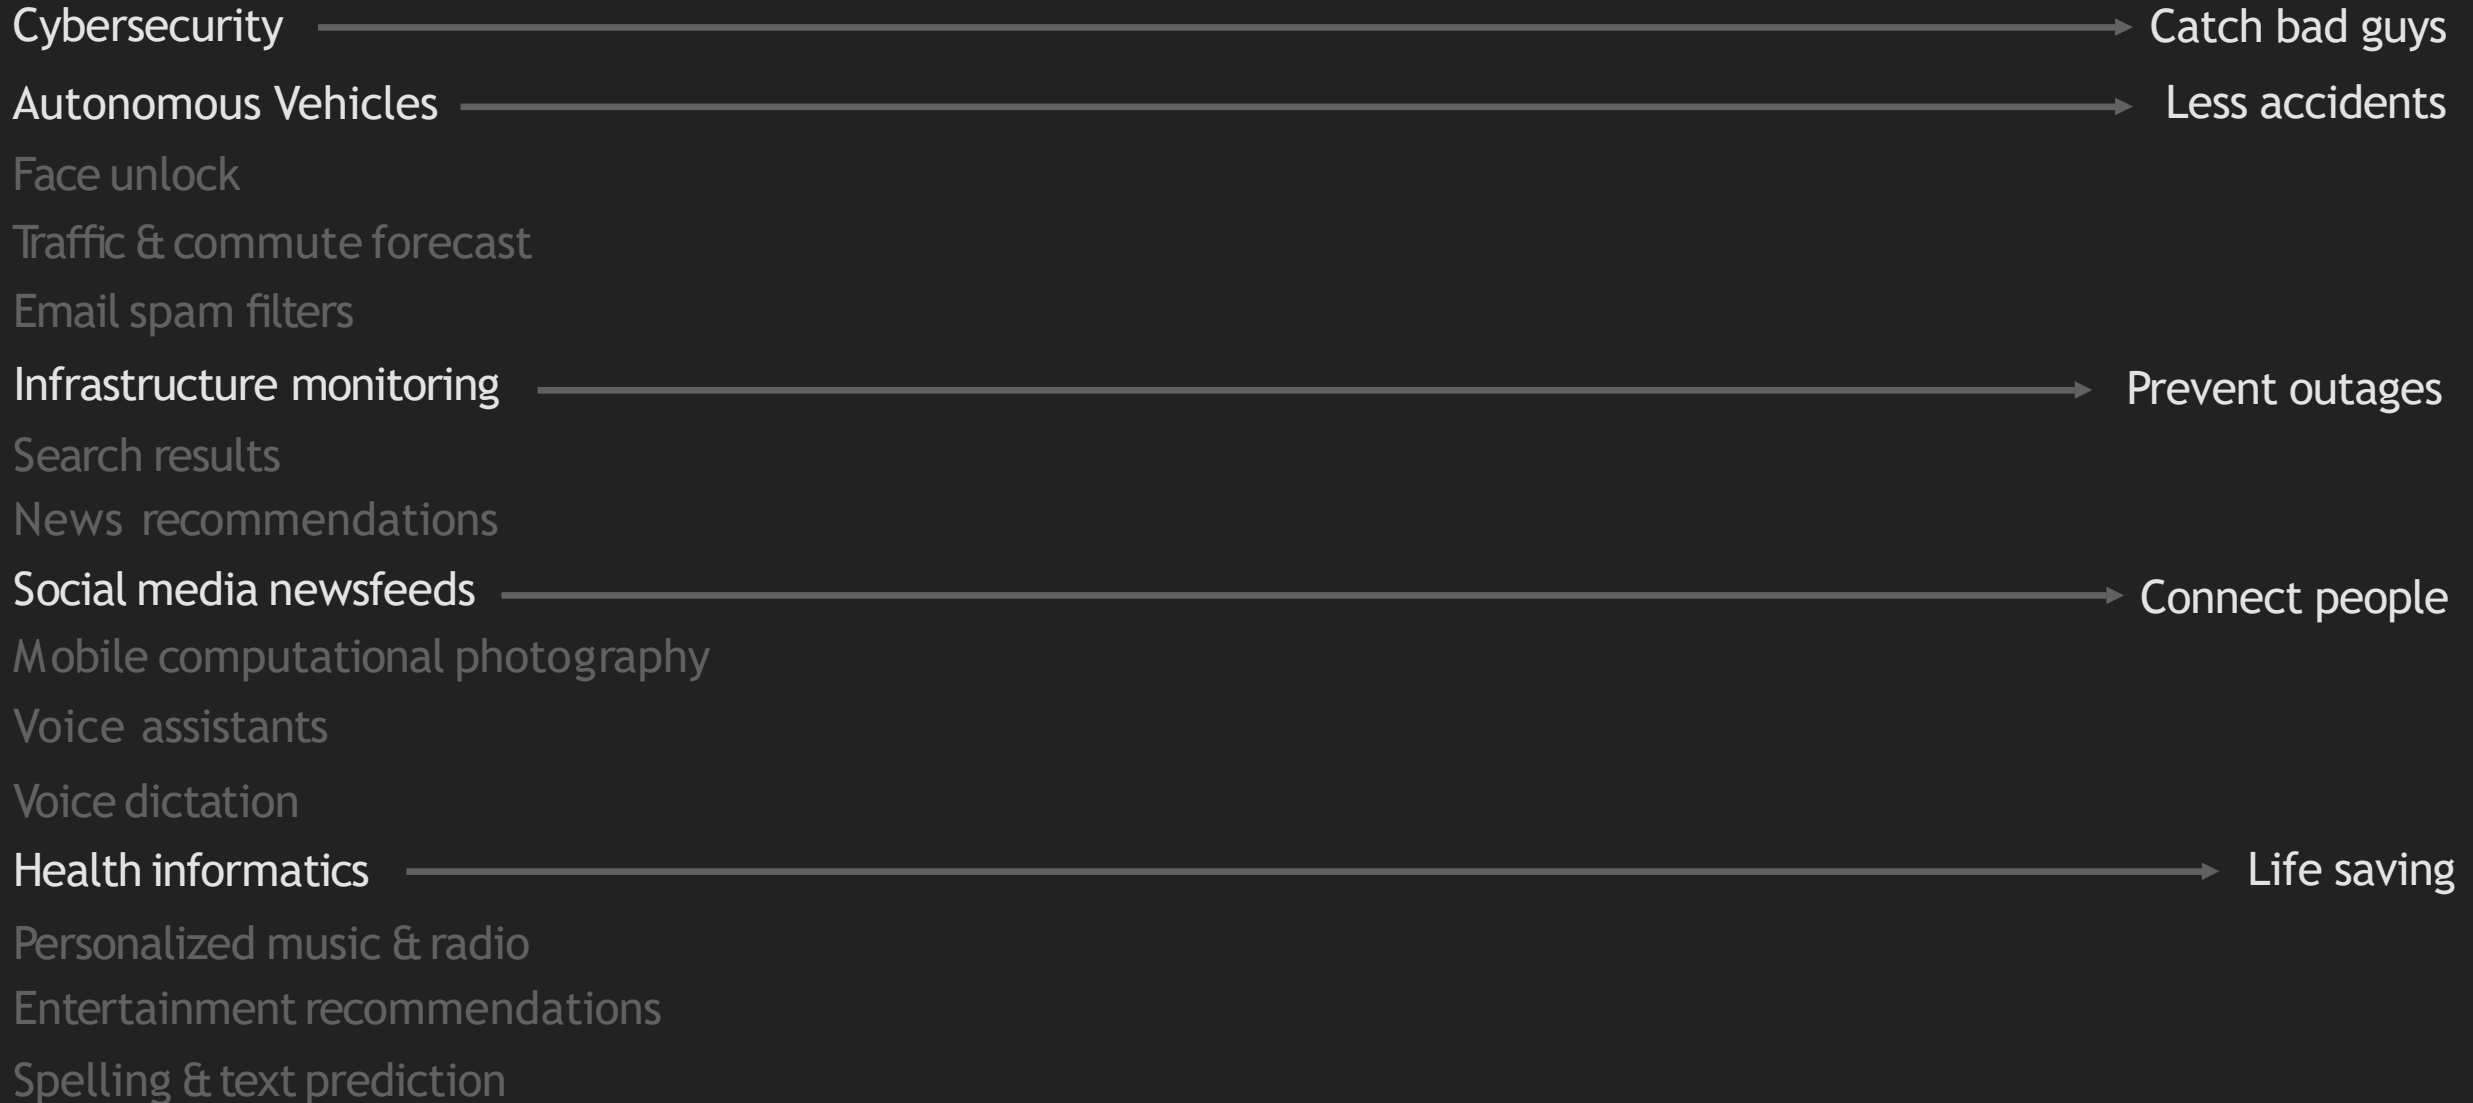 Cybersecurity Catch bad guys
Autonomous Vehicles Less accidents
Face unlock
Traffic & commute forecast
Email spam filters
Infrastructure monitoring Prevent outages
Search results
News recommendations
Social media newsfeeds Connect people
Mobile computational photography
Voice assistants
Voice dictation
Health informatics Life saving
Personalized music & radio
Entertainment recommendations
Spelling & text prediction